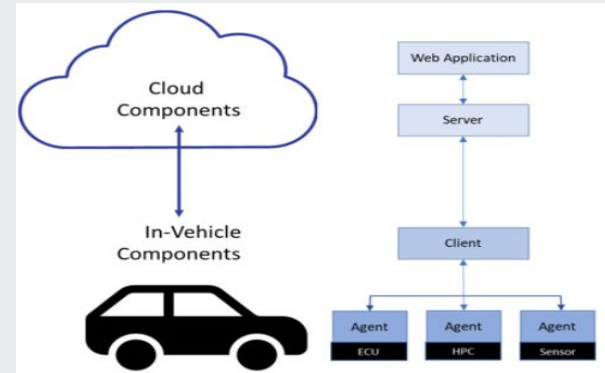 Cloud
Components
In-Vehicle
Components
Web Application
Server
Client
Agent
ECU
Agent
HPC
Agent
Sensor